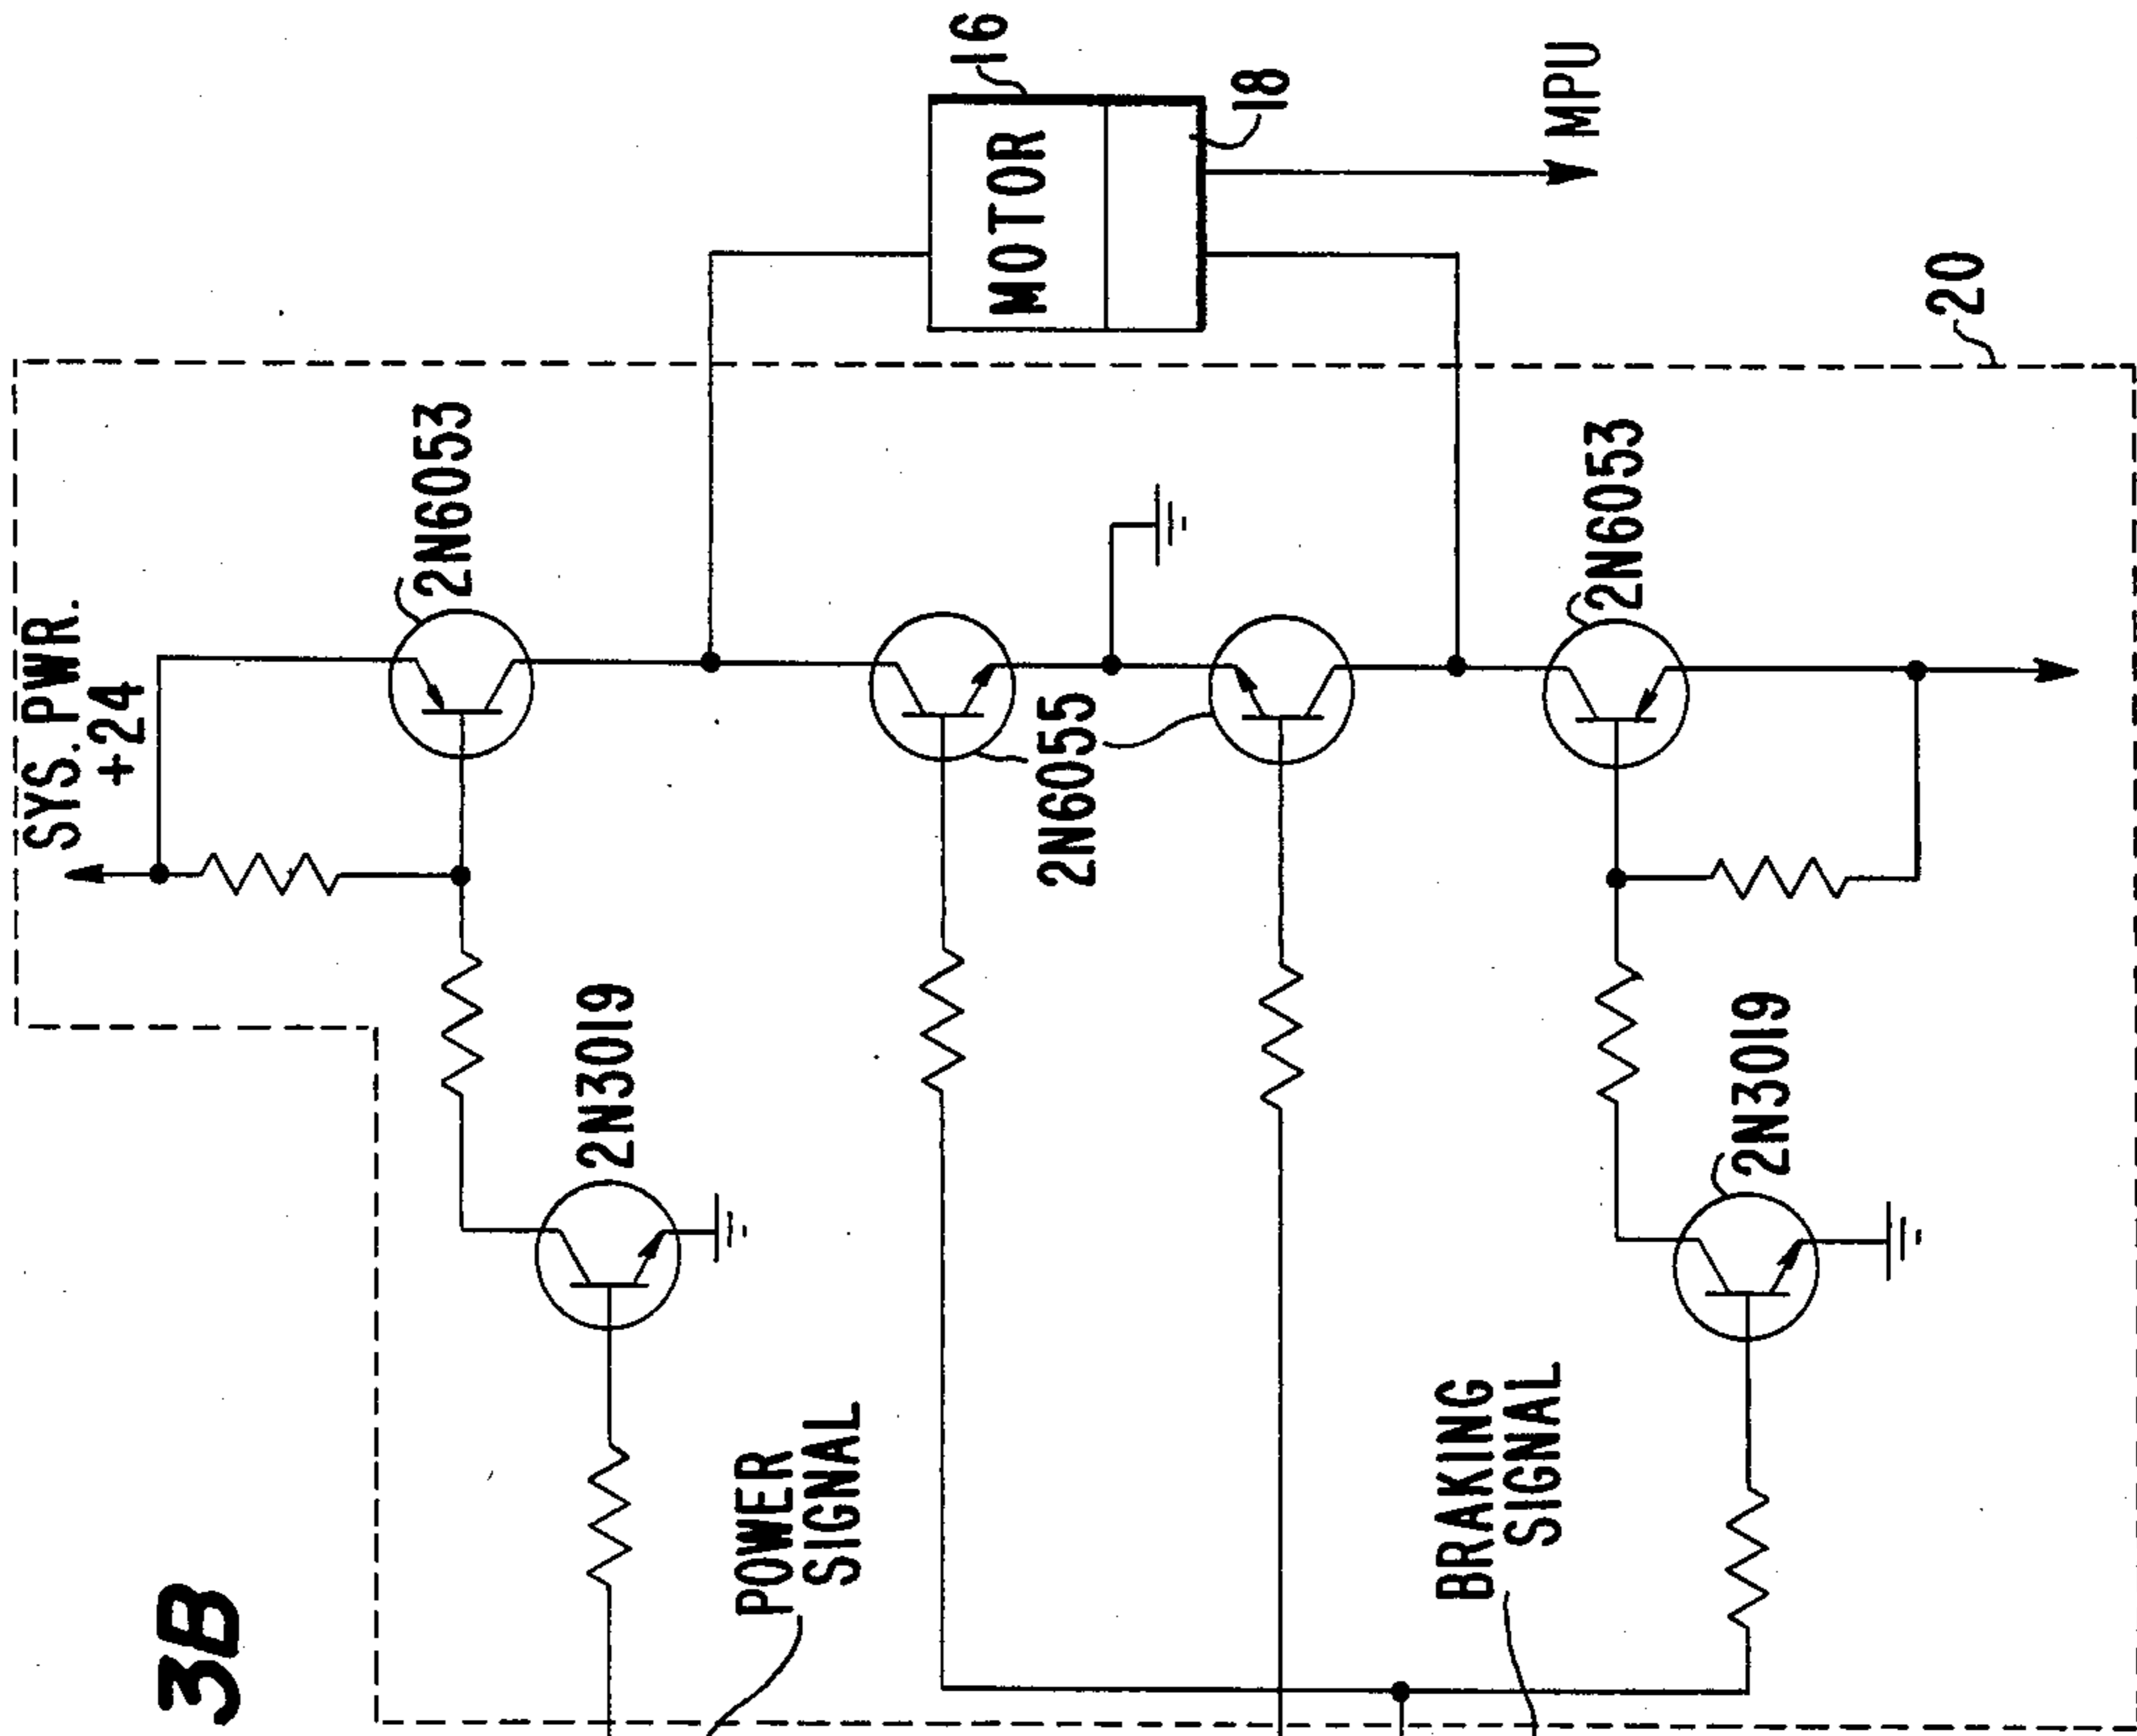 3B
SYS. PWR.
+24
2N6053
2N3019
POWER
SIGNAL
2N6055
MOTOR
16
18
MPU
BRAKING
SIGNAL
2N6053
2N3019
20